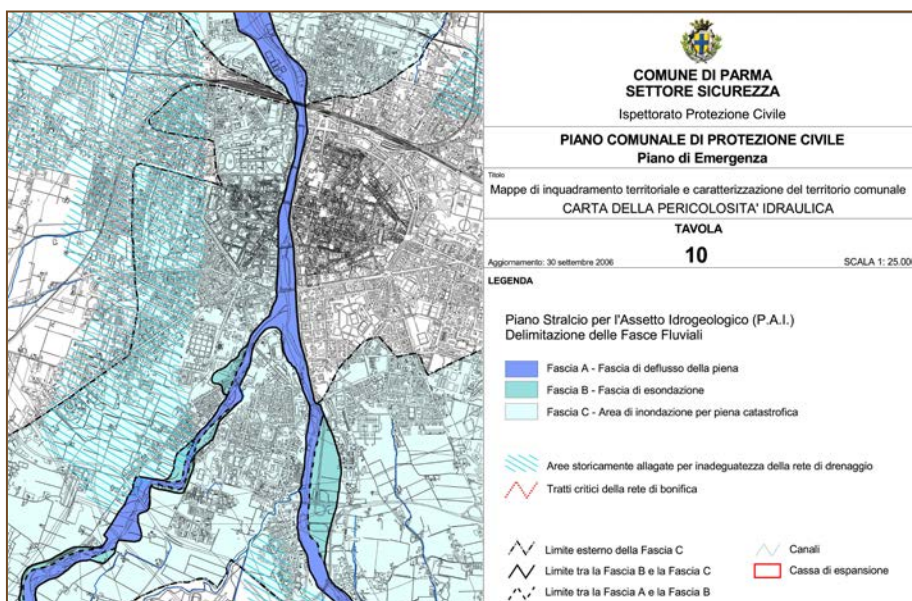 COMUNE DI PARMA
SETTORE SICUREZZA
Ispettorato Protezione Civile
PIANO COMUNALE DI PROTEZIONE CIVILE
Piano di Emergenza
Titolo
Mappe di inquadramento territoriale e caratterizzazione del territorio comunale
CARTA DELLA PERICOLOSITA' IDRAULICA
TAVOLA
Aggiornamento: 30 settembre 2006
10
SCALA 1: 25.000
LEGENDA
Piano Stralcio per l'Assetto Idrogeologico (P.A.I.)
Delimitazione delle Fasce Fluviali
Fascia A - Fascia di deflusso della piena
Fascia B - Fascia di esondazione
Fascia C - Area di inondazione per piena catastrofica
Aree storicamente allagate per inadeguatezza della rete di drenaggio
Tratti critici della rete di bonifica
Limite esterno della Fascia C
Limite tra la Fascia B e la Fascia C
Limite tra la Fascia A e la Fascia B
Canali
Cassa di espansione